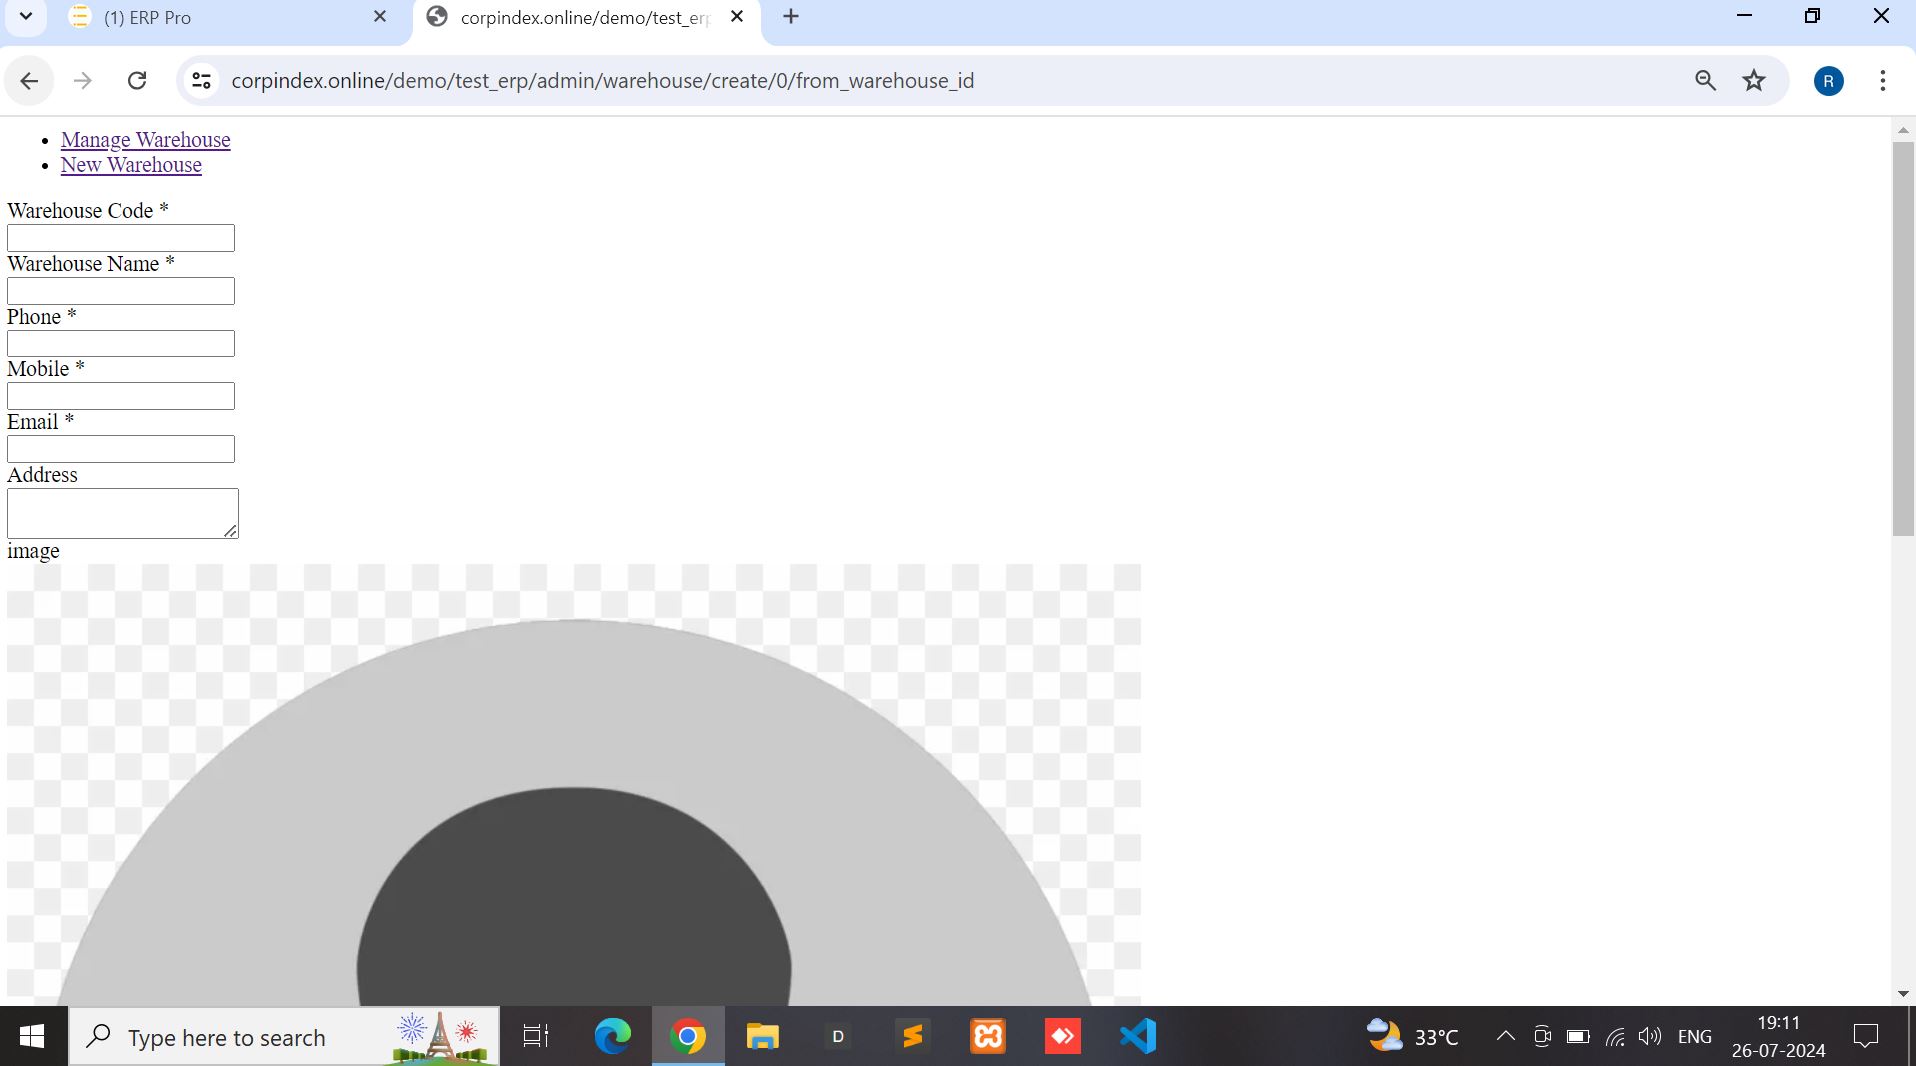 (1) ERP Pro
corpindex.online/demo/test_erp
corpindex.online/demo/test_erp/admin/warehouse/create/0/from_warehouse_id
R
Manage Warehouse
New Warehouse
Warehouse Code *
Warehouse Name *
Phone *
Mobile *
Email *
Address
image
Type here to search
D
33°C
ENG
19:11
26-07-2024